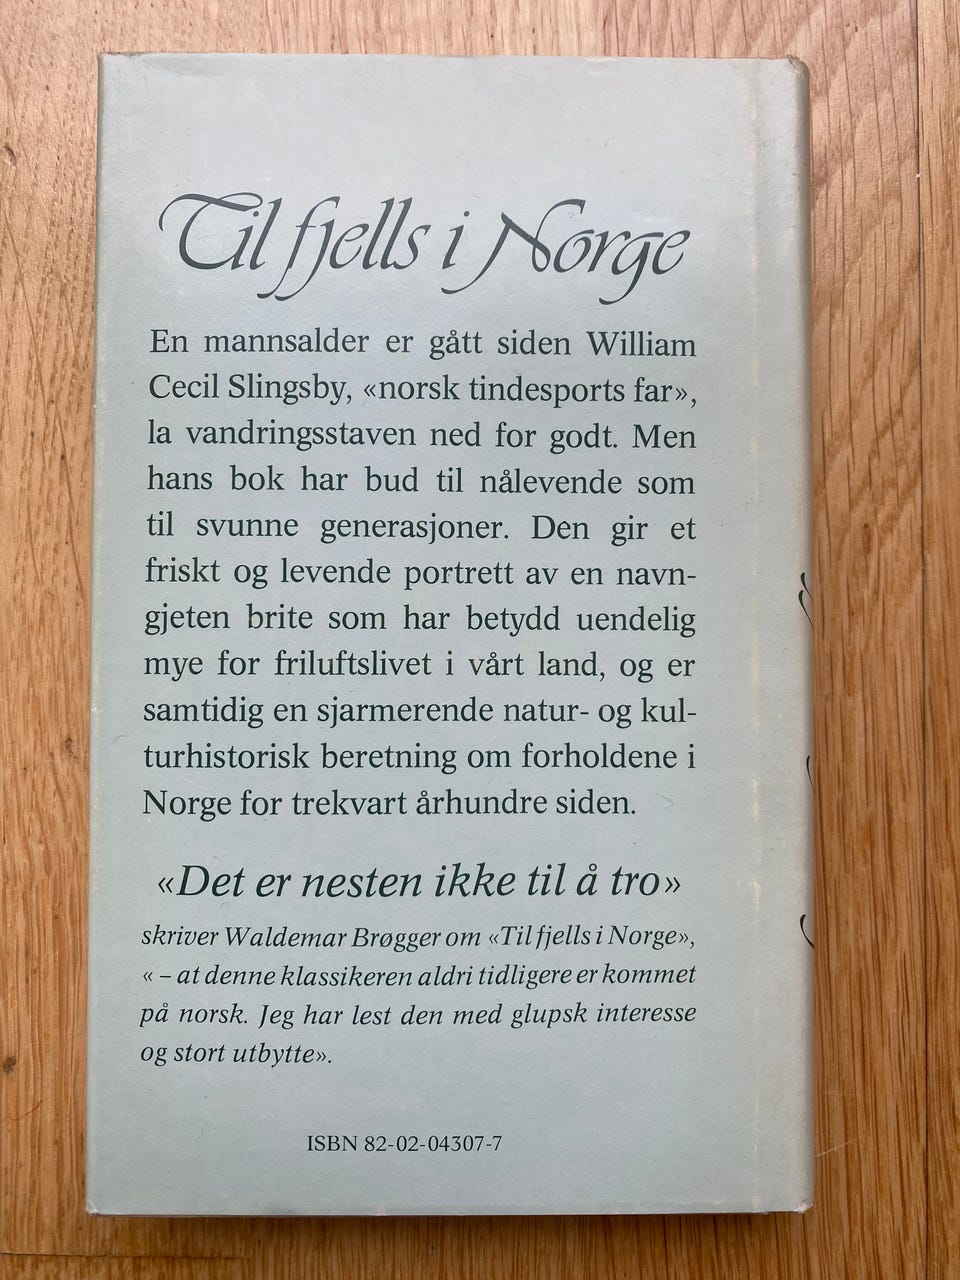 Til fjells i Norge
En mannsalder er gått siden William
Cecil Slingsby, «norsk tindesports far»,
la vandringsstaven ned for godt. Men
hans bok har bud til nålevende som
til svunne generasjoner. Den gir et
friskt og levende portrett av en navn-
gjeten brite som har betydd uendelig
mye for friluftslivet i vårt land, og er
samtidig en sjarmerende natur- og kul-
turhistorisk beretning om forholdene i
Norge for trekvart århundre siden.
«Det er nesten ikke til å tro»
skriver Waldemar Brøgger om «Til fjells i Norge»,
« – at denne klassikeren aldri tidligere er kommet
på norsk. Jeg har lest den med glupsk interesse
og stort utbytte».
ISBN 82-02-04307-7